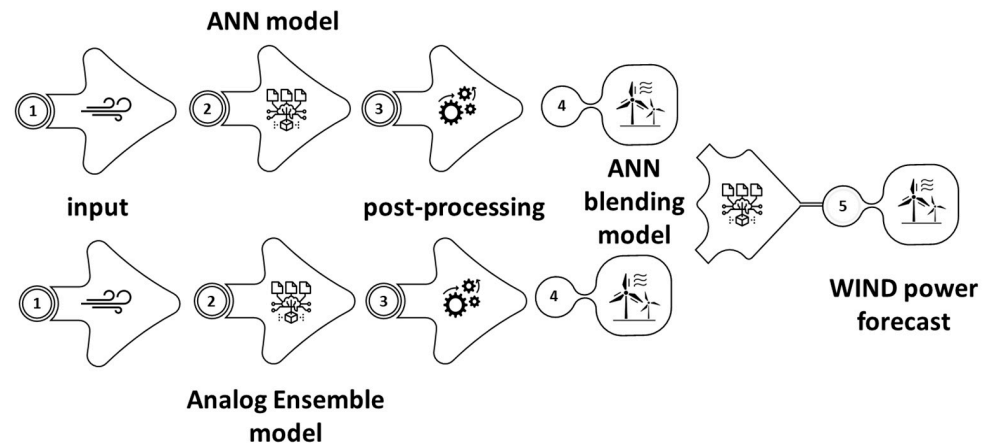 ANN model
1
2
3
4
input
post-processing
ANN
blending
model
5
1
2
3
4
WIND power
forecast
Analog Ensemble
model